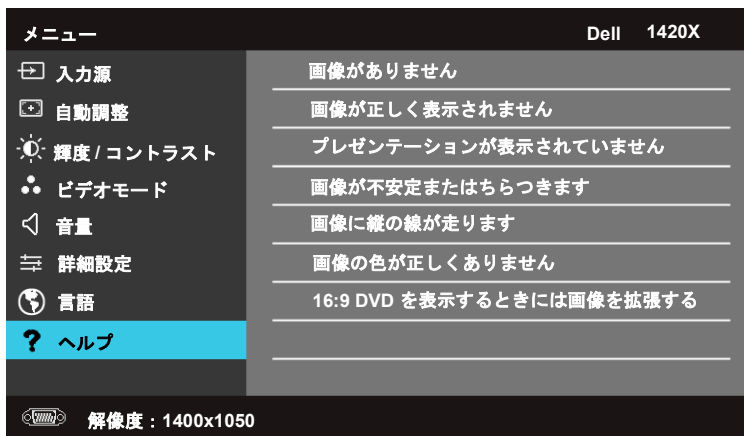 メニュー
Dell 1420X
入力源
自動調整
輝度 / コントラスト
ビデオモード
音量
詳細設定
言語
? ヘルプ
画像がありません
画像が正しく表示されません
プレゼンテーションが表示されていません
画像が不安定またはちらつきます
画像に縦の線が走ります
画像の色が正しくありません
16:9 DVD を表示するときには画像を拡張する
解像度：1400x1050